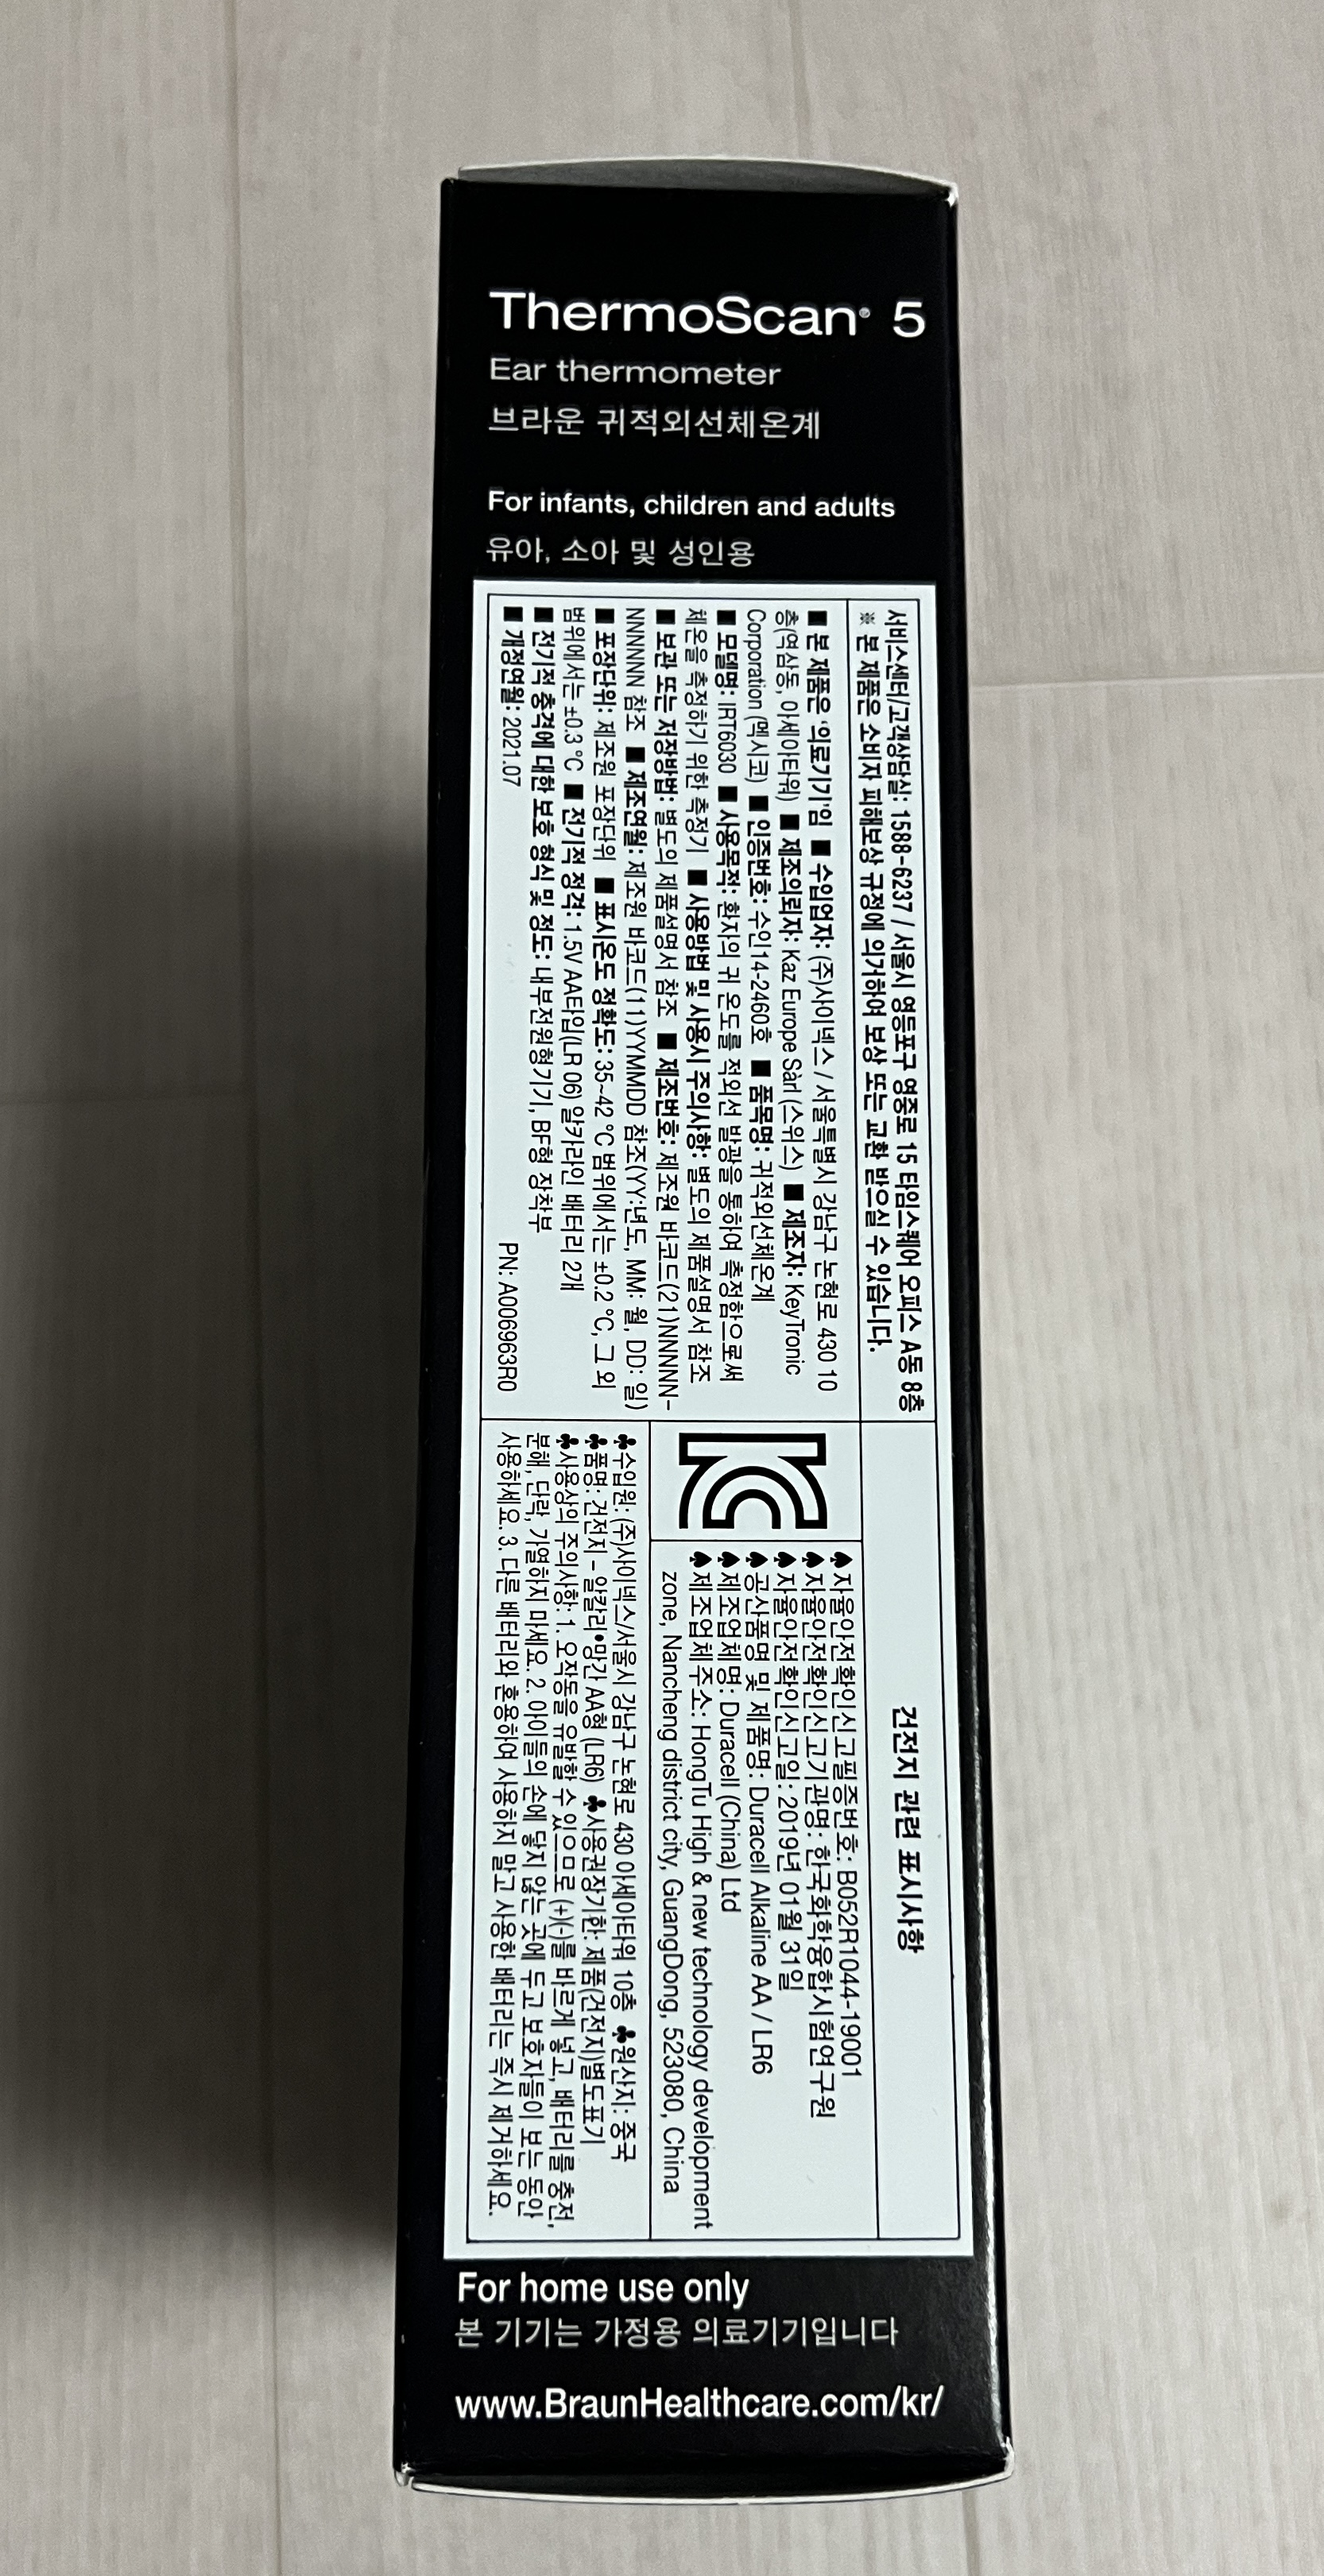 ThermoScan® 5
Ear thermometer
브라운 귀적외선체온계
For infants, children and adults
유아, 소아 및 성인용
서비스센터/고객상담실: 1588-6237 / 서울시 영등포구 영중로 15 타임스퀘어 오피스 A동 8층
※ 본 제품은 소비자 피해보상 규정에 의거하여 보상 또는 교환 받으실 수 있습니다.
■ 본 제품은 '의료기기'임 ■ 수입업자: (주)사이넥스 / 서울특별시 강남구 논현로 430 10
층(역삼동, 아세아타워) ■ 제조의뢰자: Kaz Europe Sàrl (스위스) ■ 제조자: KeyTronic
Corporation (멕시코) ■ 인증번호: 수인14-2460호 ■ 품목명: 귀적외선체온계
■ 모델명: IRT6030 ■ 사용목적: 환자의 귀 온도를 적외선 발광을 통하여 측정함으로써
체온을 측정하기 위한 측정기 ■ 사용방법 및 사용시 주의사항: 별도의 제품설명서 참조
■ 보관 또는 저장방법: 별도의 제품설명서 참조 ■ 제조번호: 제조원 바코드(21)NNNNN-
NNNNNN 참조 ■ 제조연월: 제조원 바코드(11)YYMMDD 참조(YY:년도, MM: 월, DD: 일)
■ 포장단위: 제조원 포장단위 ■ 표시온도 정확도: 35~42 °C 범위에서는 ±0.2 °C, 그 외
범위에서는 ±0.3 °C ■ 전기적 정격: 1.5V AA타입(LR 06) 알카라인 배터리 2개
■ 전기적 충격에 대한 보호 형식 및 정도: 내부전원형기기, BF형 장착부
■ 개정연월: 2021.07
PN: A006963R0
건전지 관련 표시사항
♠자율안전확인신고필증번호: B052R1044-19001
♠자율안전확인신고기관명: 한국화학융합시험연구원
♠자율안전확인신고일: 2019년 01월 31일
♠공산품명 및 제품명: Duracell Alkaline AA / LR6
♠제조업체명: Duracell (China) Ltd
♠제조업체주소: HongTu High & new technology development
zone, Nancheng district city, GuangDong, 523080, China
♣수입원: (주)사이넥스/서울시 강남구 논현로 430 아세아타워 10층 ♣원산지: 중국
♣품명: 건전지 – 알칼리•망간 AA형 (LR6) ♣사용권장기한: 제품(건전지)별도표기
♣사용상의 주의사항: 1. 오작동을 유발할 수 있으므로 (+)(-)를 바르게 넣고, 배터리를 충전,
분해, 단락, 가열하지 마세요. 2. 아이들의 손에 닿지 않는 곳에 두고 보호자들이 보는 동안
사용하세요. 3. 다른 배터리와 혼용하여 사용하지 말고 사용한 배터리는 즉시 제거하세요.
For home use only
본 기기는 가정용 의료기기입니다
www.BraunHealthcare.com/kr/